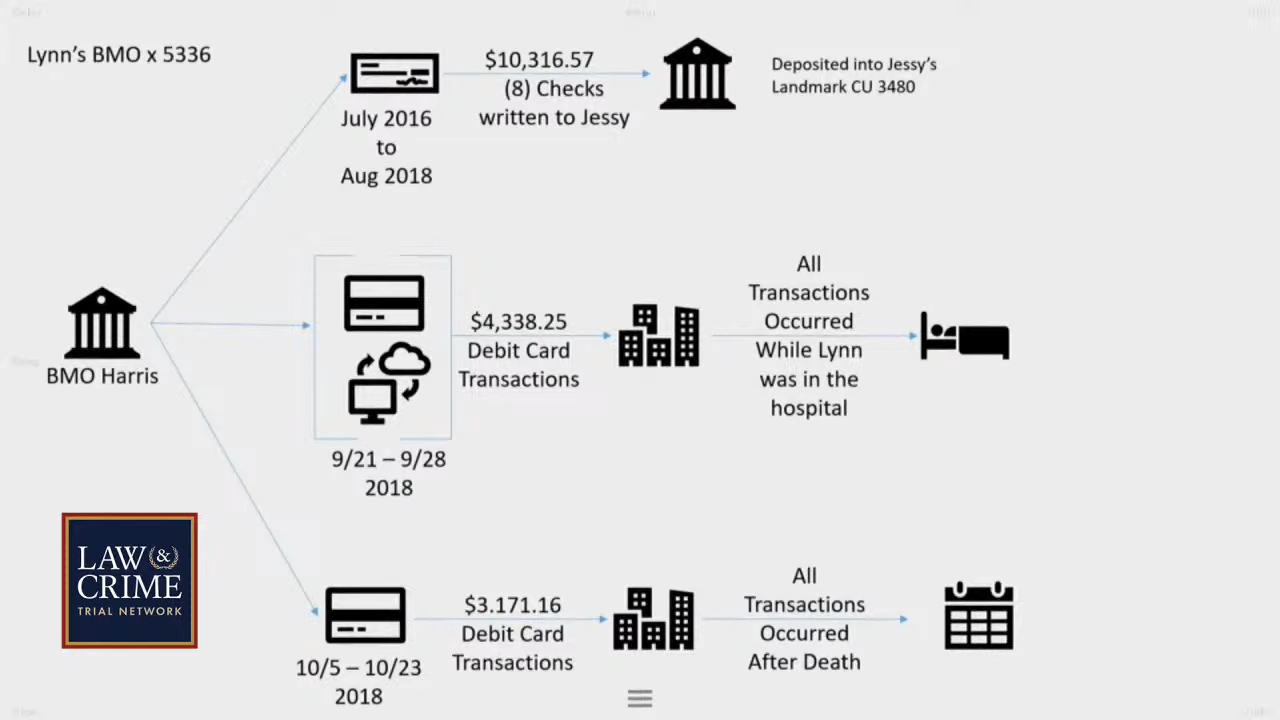 Lynn's BMO x 5336
$10,316.57
(8) Checks
written to Jessy
Deposited into Jessy's
Landmark CU 3480
July 2016
to
Aug 2018
BMO Harris
$4,338.25
Debit Card
Transactions
All
Transactions
Occurred
While Lynn
was in the
hospital
9/21 – 9/28
2018
LAW &
CRIME
TRIAL NETWORK
$3.171.16
Debit Card
Transactions
All
Transactions
Occurred
After Death
10/5 – 10/23
2018